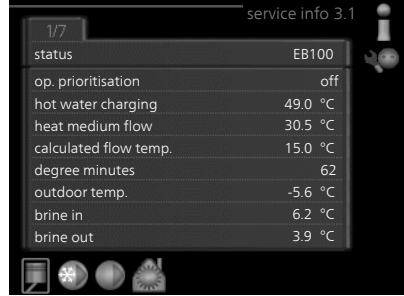 service info 3.1
1/7
status EB100
op. prioritisation off
hot water charging 49.0 °C
heat medium flow 30.5 °C
calculated flow temp. 15.0 °C
degree minutes 62
outdoor temp. -5.6 °C
brine in 6.2 °C
brine out 3.9 °C